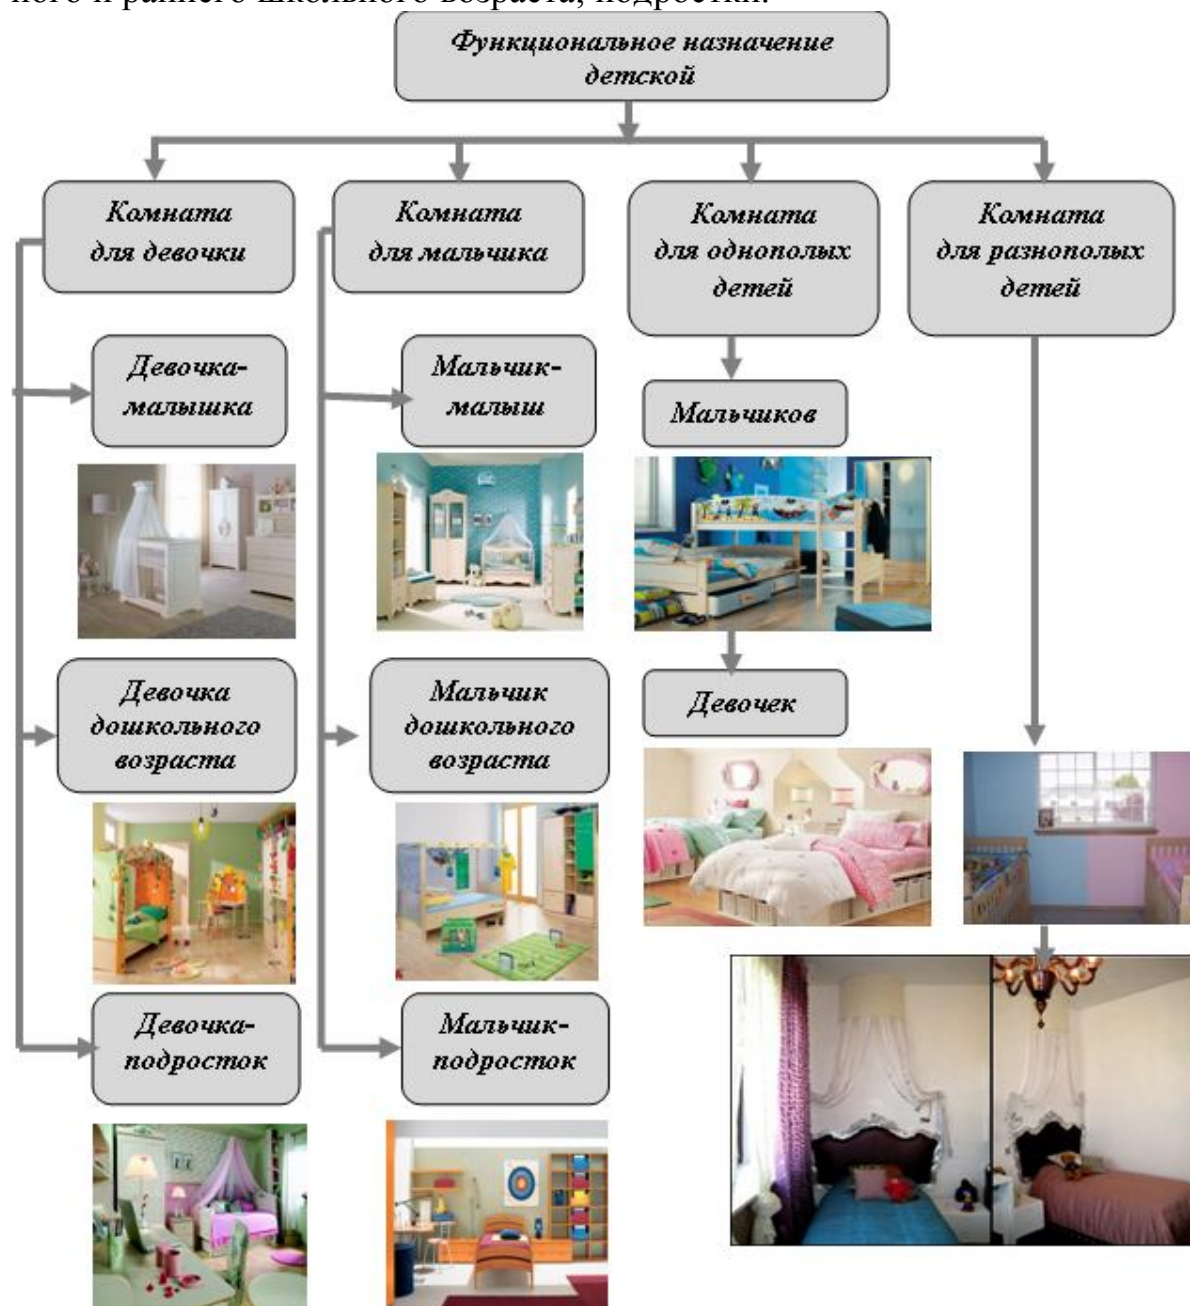 ного и раннего школьного возраста, подростки.
Функциональное назначение
детской
Комната
для девочки
Комната
для мальчика
Комната
для однополых
детей
Комната
для разнополых
детей
Девочка-
малышка
Мальчик-
малыш
Мальчиков
Девочка
дошкольного
возраста
Мальчик
дошкольного
возраста
Девочек
Девочка-
подросток
Мальчик-
подросток